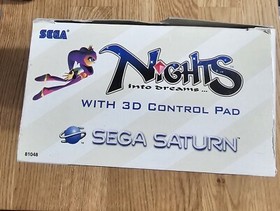 SEGA
NiGHTS
into dreams...
WITH 3D CONTROL PAD
SEGA SATURN
81048